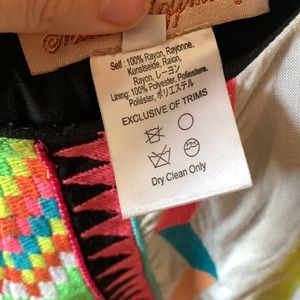 Self : 100% Rayon, Rayonne,
Kunstseide, Raion,
Rayon, レーヨン
Lining: 100% Polyester, Polyester,
Poliéster, ポリエステル
EXCLUSIVE OF TRIMS
Dry Clean Only